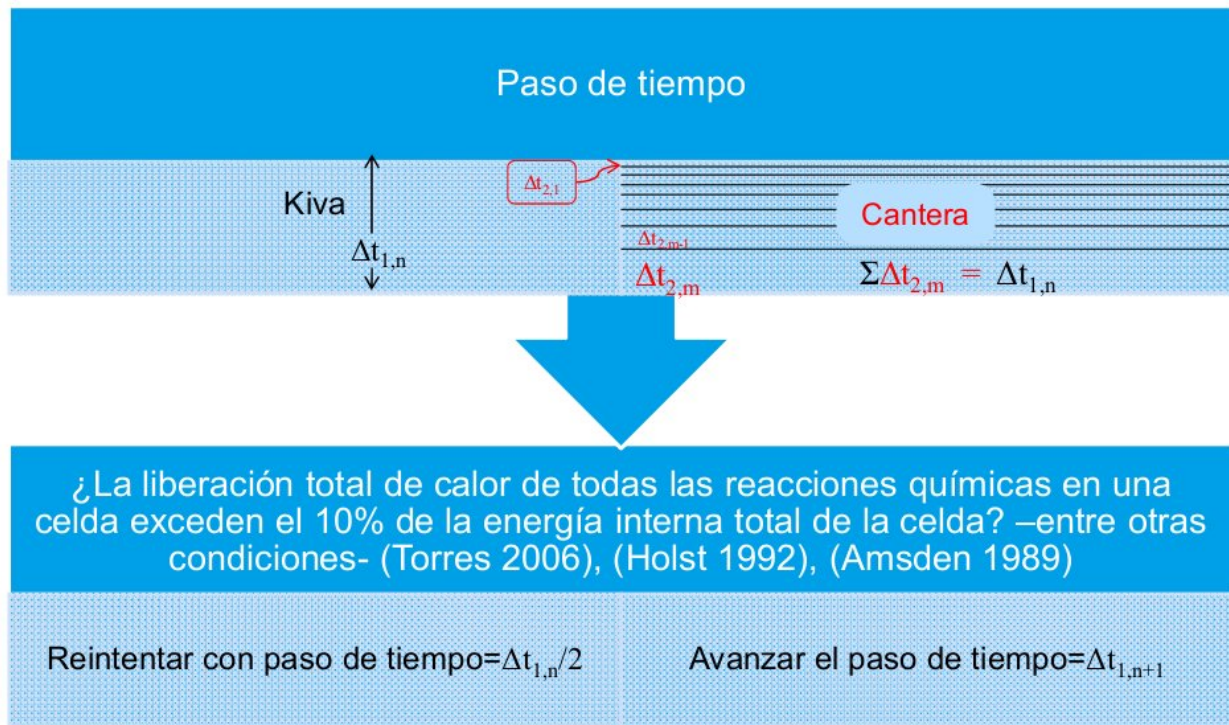 Paso de tiempo
Kiva
Δt1,n
Δt2,1
Cantera
Δt2,m-1
Δt2,m
ΣΔt2,m = Δt1,n
¿La liberación total de calor de todas las reacciones químicas en una
celda exceden el 10% de la energía interna total de la celda? –entre otras
condiciones- (Torres 2006), (Holst 1992), (Amsden 1989)
Reintentar con paso de tiempo=Δt1,n/2
Avanzar el paso de tiempo=Δt1,n+1